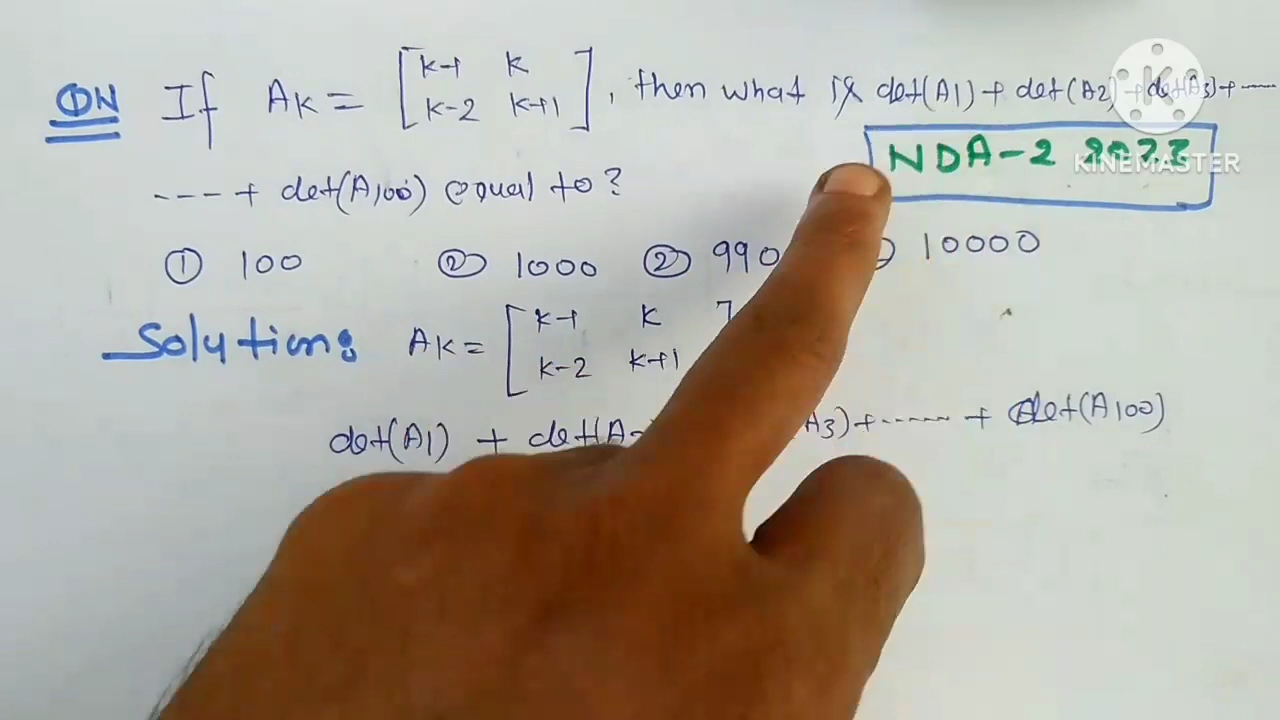 QN If AK = [ k-1 k , then what is det(A1) + det(A2) + det(A3) + ------
k-2 k+1 ]
NDA-2 2023
KINEMASTER
---- + det(A100) equal to?
① 100 ② 1000 ② 990 10000
Solution: AK = [ k-1 k
k-2 k+1
det(A1) + det(A A3) + ------ + det(A100)